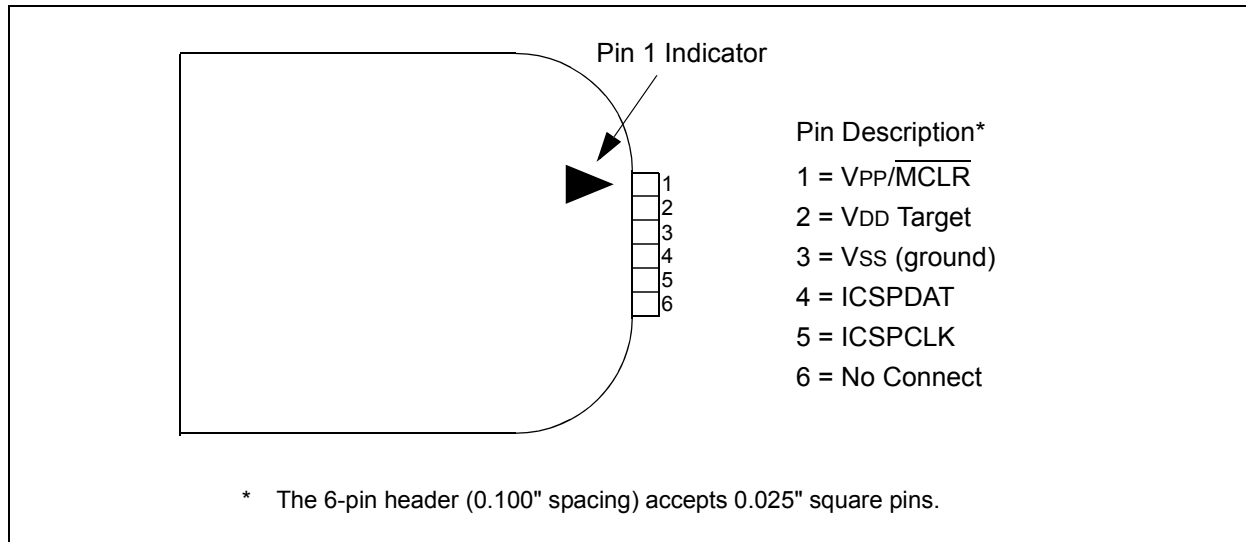 Pin 1 Indicator
1
2
3
4
5
6
Pin Description*
1 = VPP/M̅C̅L̅R̅
2 = VDD Target
3 = VSS (ground)
4 = ICSPDAT
5 = ICSPCLK
6 = No Connect
* The 6-pin header (0.100" spacing) accepts 0.025" square pins.